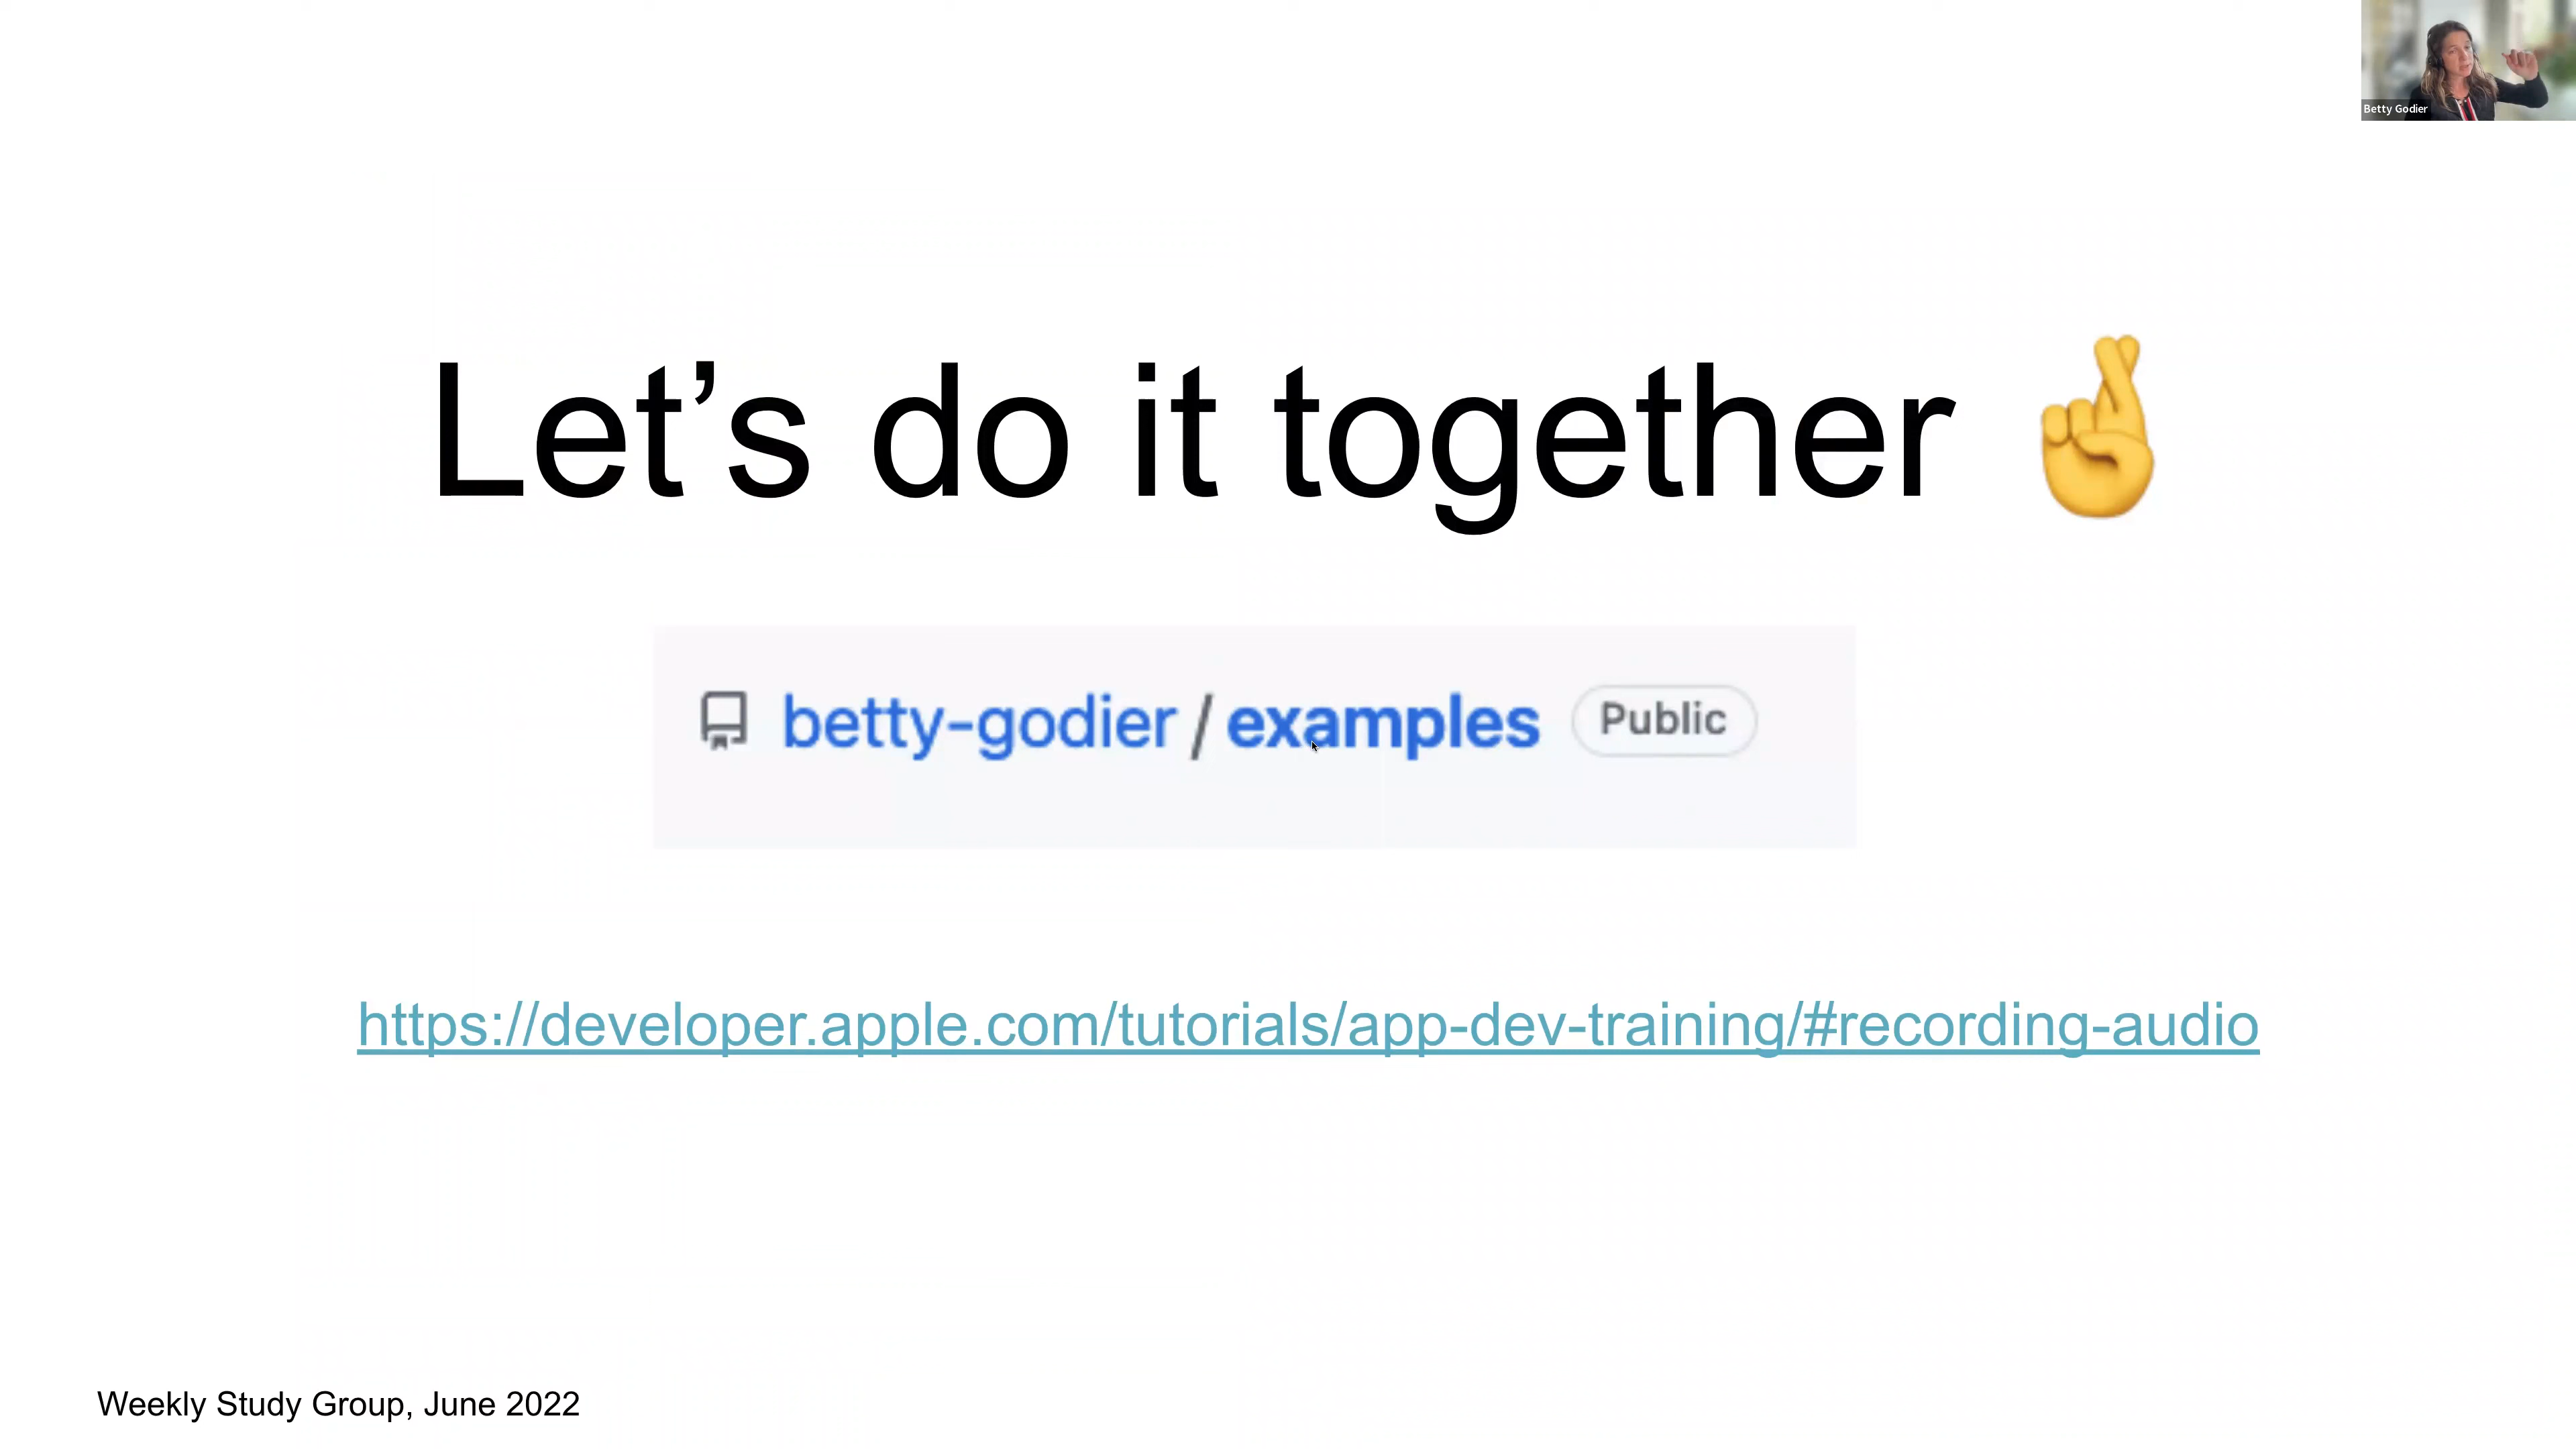 Betty Godier
Let’s do it together 🤞
betty-godier / examples Public
https://developer.apple.com/tutorials/app-dev-training/#recording-audio
Weekly Study Group, June 2022